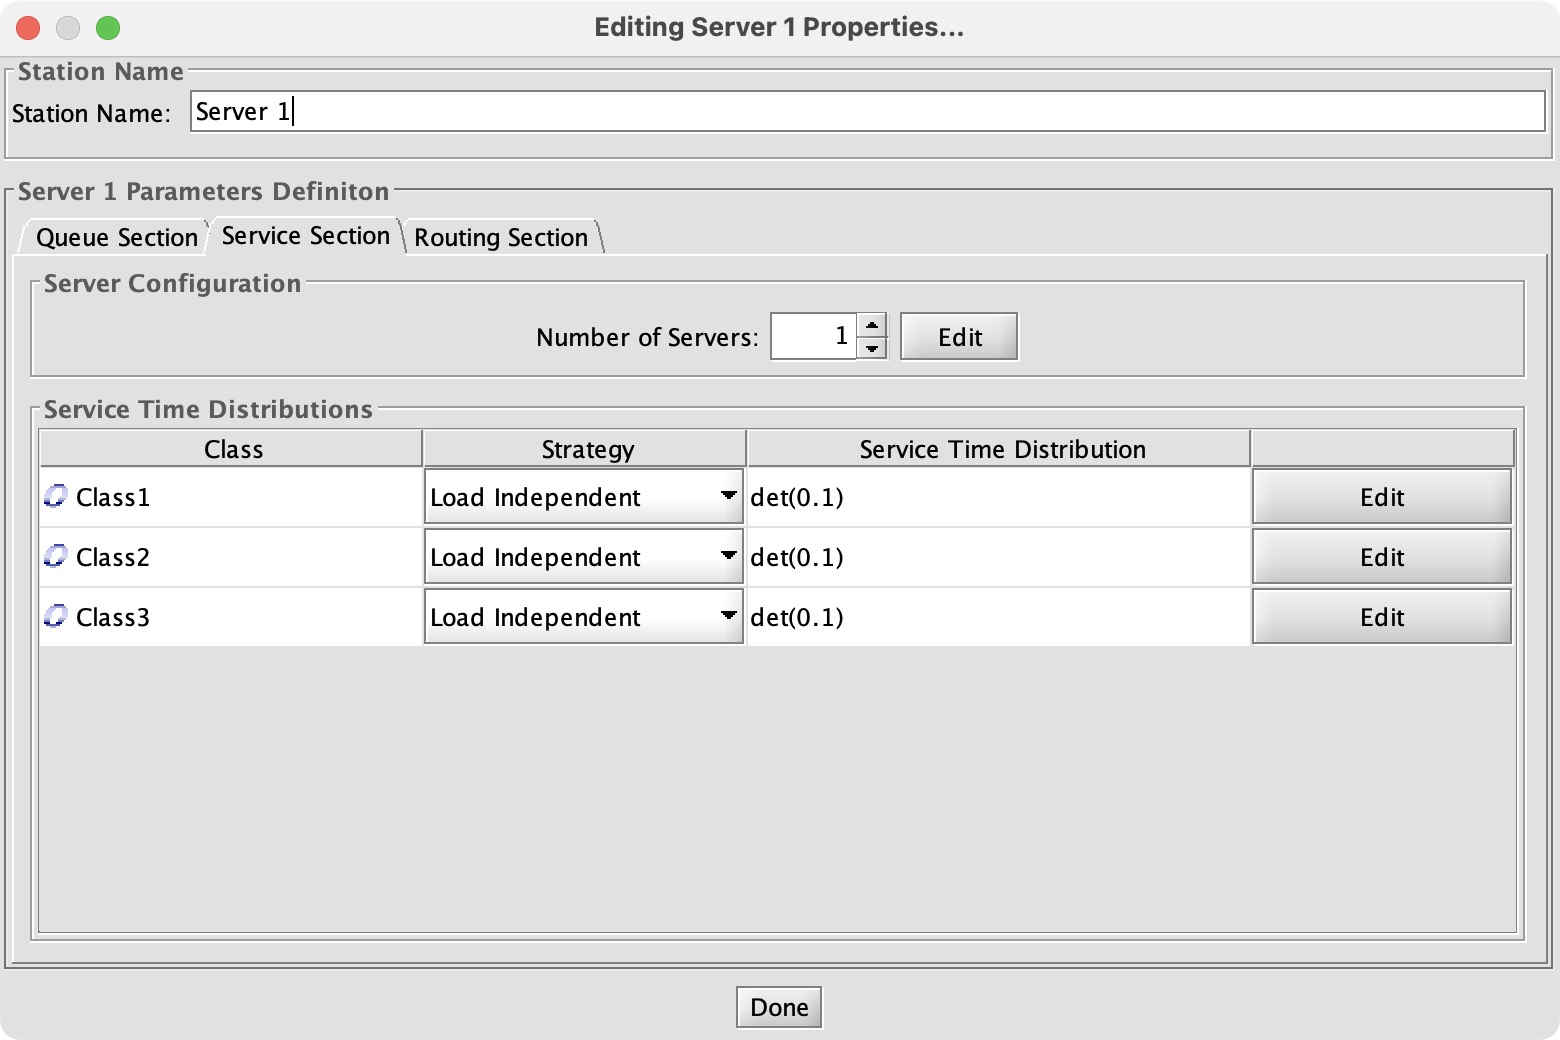 Editing Server 1 Properties...
Station Name
Station Name: Server 1
Server 1 Parameters Definiton
Queue Section Service Section Routing Section
Server Configuration
Number of Servers: 1 Edit
Service Time Distributions
Class Strategy Service Time Distribution
Class1 Load Independent det(0.1) Edit
Class2 Load Independent det(0.1) Edit
Class3 Load Independent det(0.1) Edit
Done